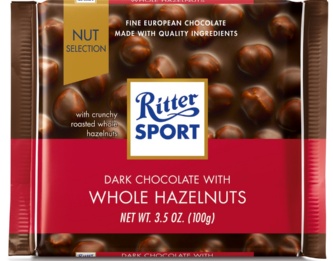 NUT
SELECTION
FINE EUROPEAN CHOCOLATE
MADE WITH QUALITY INGREDIENTS
with crunchy
roasted whole
hazelnuts
Ritter
SPORT
DARK CHOCOLATE WITH
WHOLE HAZELNUTS
NET WT. 3.5 OZ. (100g)
DARK CHOCOLATE WITH